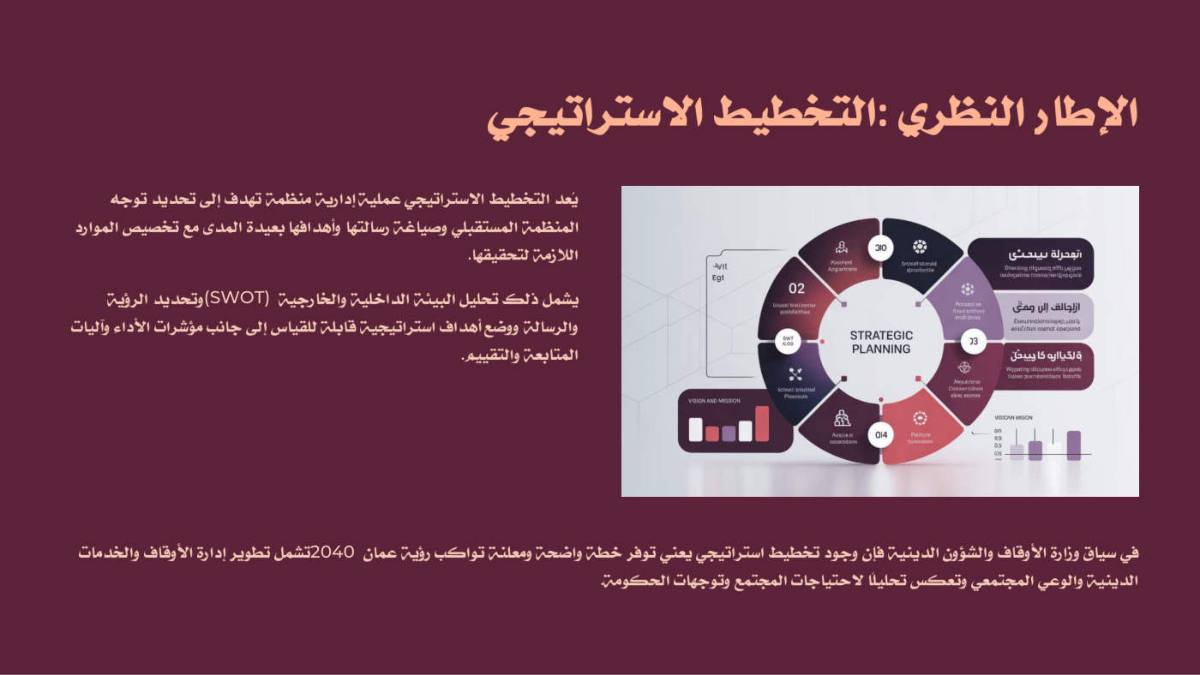 الإطار النظري :التخطيط الاستراتيجي
يُعد التخطيط الاستراتيجي عملية إدارية منظمة تهدف إلى تحديد توجه
المنظمة المستقبلي وصياغة رسالتها وأهدافها بعيدة المدى مع تخصيص الموارد
اللازمة لتحقيقها.
يشمل ذلك تحليل البيئة الداخلية والخارجية (SWOT)وتحديد الرؤية
والرسالة ووضع أهداف استراتيجية قابلة للقياس إلى جانب مؤشرات الأداء وآليات
المتابعة والتقييم.
02
03
STRATEGIC
PLANNING
VISION AND MISSION
في سياق وزارة الأوقاف والشؤون الدينية فإن وجود تخطيط استراتيجي يعني توفر خطة واضحة ومعلنة تواكب رؤية عمان 2040تشمل تطوير إدارة الأوقاف والخدمات
الدينية والوعي المجتمعي وتعكس تحليلًا لاحتياجات المجتمع وتوجهات الحكومة.